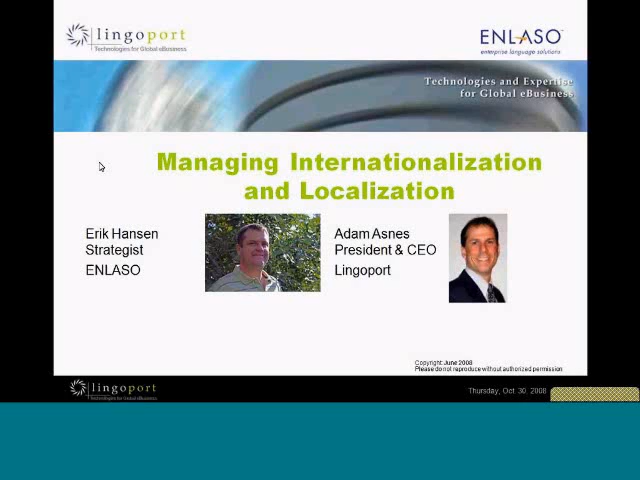 lingoport
Technologies for Global eBusiness
ENLASO™
enterprise language solutions
Technologies and Expertise
for Global eBusiness
Managing Internationalization
and Localization
Erik Hansen
Strategist
ENLASO
Adam Asnes
President & CEO
Lingoport
Copyright: June 2008
Please do not reproduce without authorized permission
lingoport
Technologies for Global eBusiness
Thursday, Oct 30, 2008